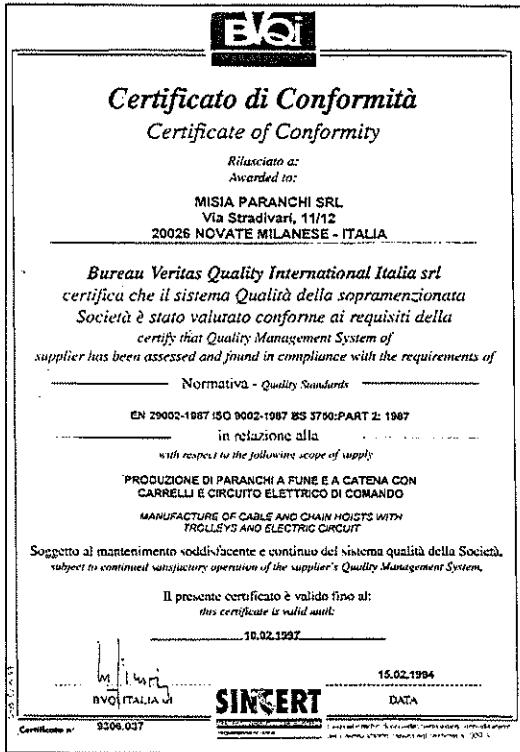 BVQi
Certificato di Conformità
Certificate of Conformity
Rilasciato a:
Awarded to:
MISIA PARANCHI SRL
Via Stradivari, 11/12
20026 NOVATE MILANESE - ITALIA
Bureau Veritas Quality International Italia srl
certifica che il sistema Qualità della sopramenzionata
Società è stato valutato conforme ai requisiti della
certify that Quality Management System of
supplier has been assessed and found in compliance with the requirements of
Normativa - Quality Standards
EN 29002-1987 ISO 9002-1987 BS 5750:PART 2: 1987
in relazione alla
with respect to the following scope of supply
PRODUZIONE DI PARANCHI A FUNE E A CATENA CON
CARRELLI E CIRCUITO ELETTRICO DI COMANDO
MANUFACTURE OF CABLE AND CHAIN HOISTS WITH
TROLLEYS AND ELECTRIC CIRCUIT
Soggetto al mantenimento soddisfacente e continuo del sistema qualità della Società.
subject to continued satisfactory operation of the supplier's Quality Management System,
Il presente certificato è valido fino al:
this certificate is valid until:
10.02.1997
15.02.1994
BVQI ITALIA srl
SINCERT
DATA
Certificato n° 9306.037